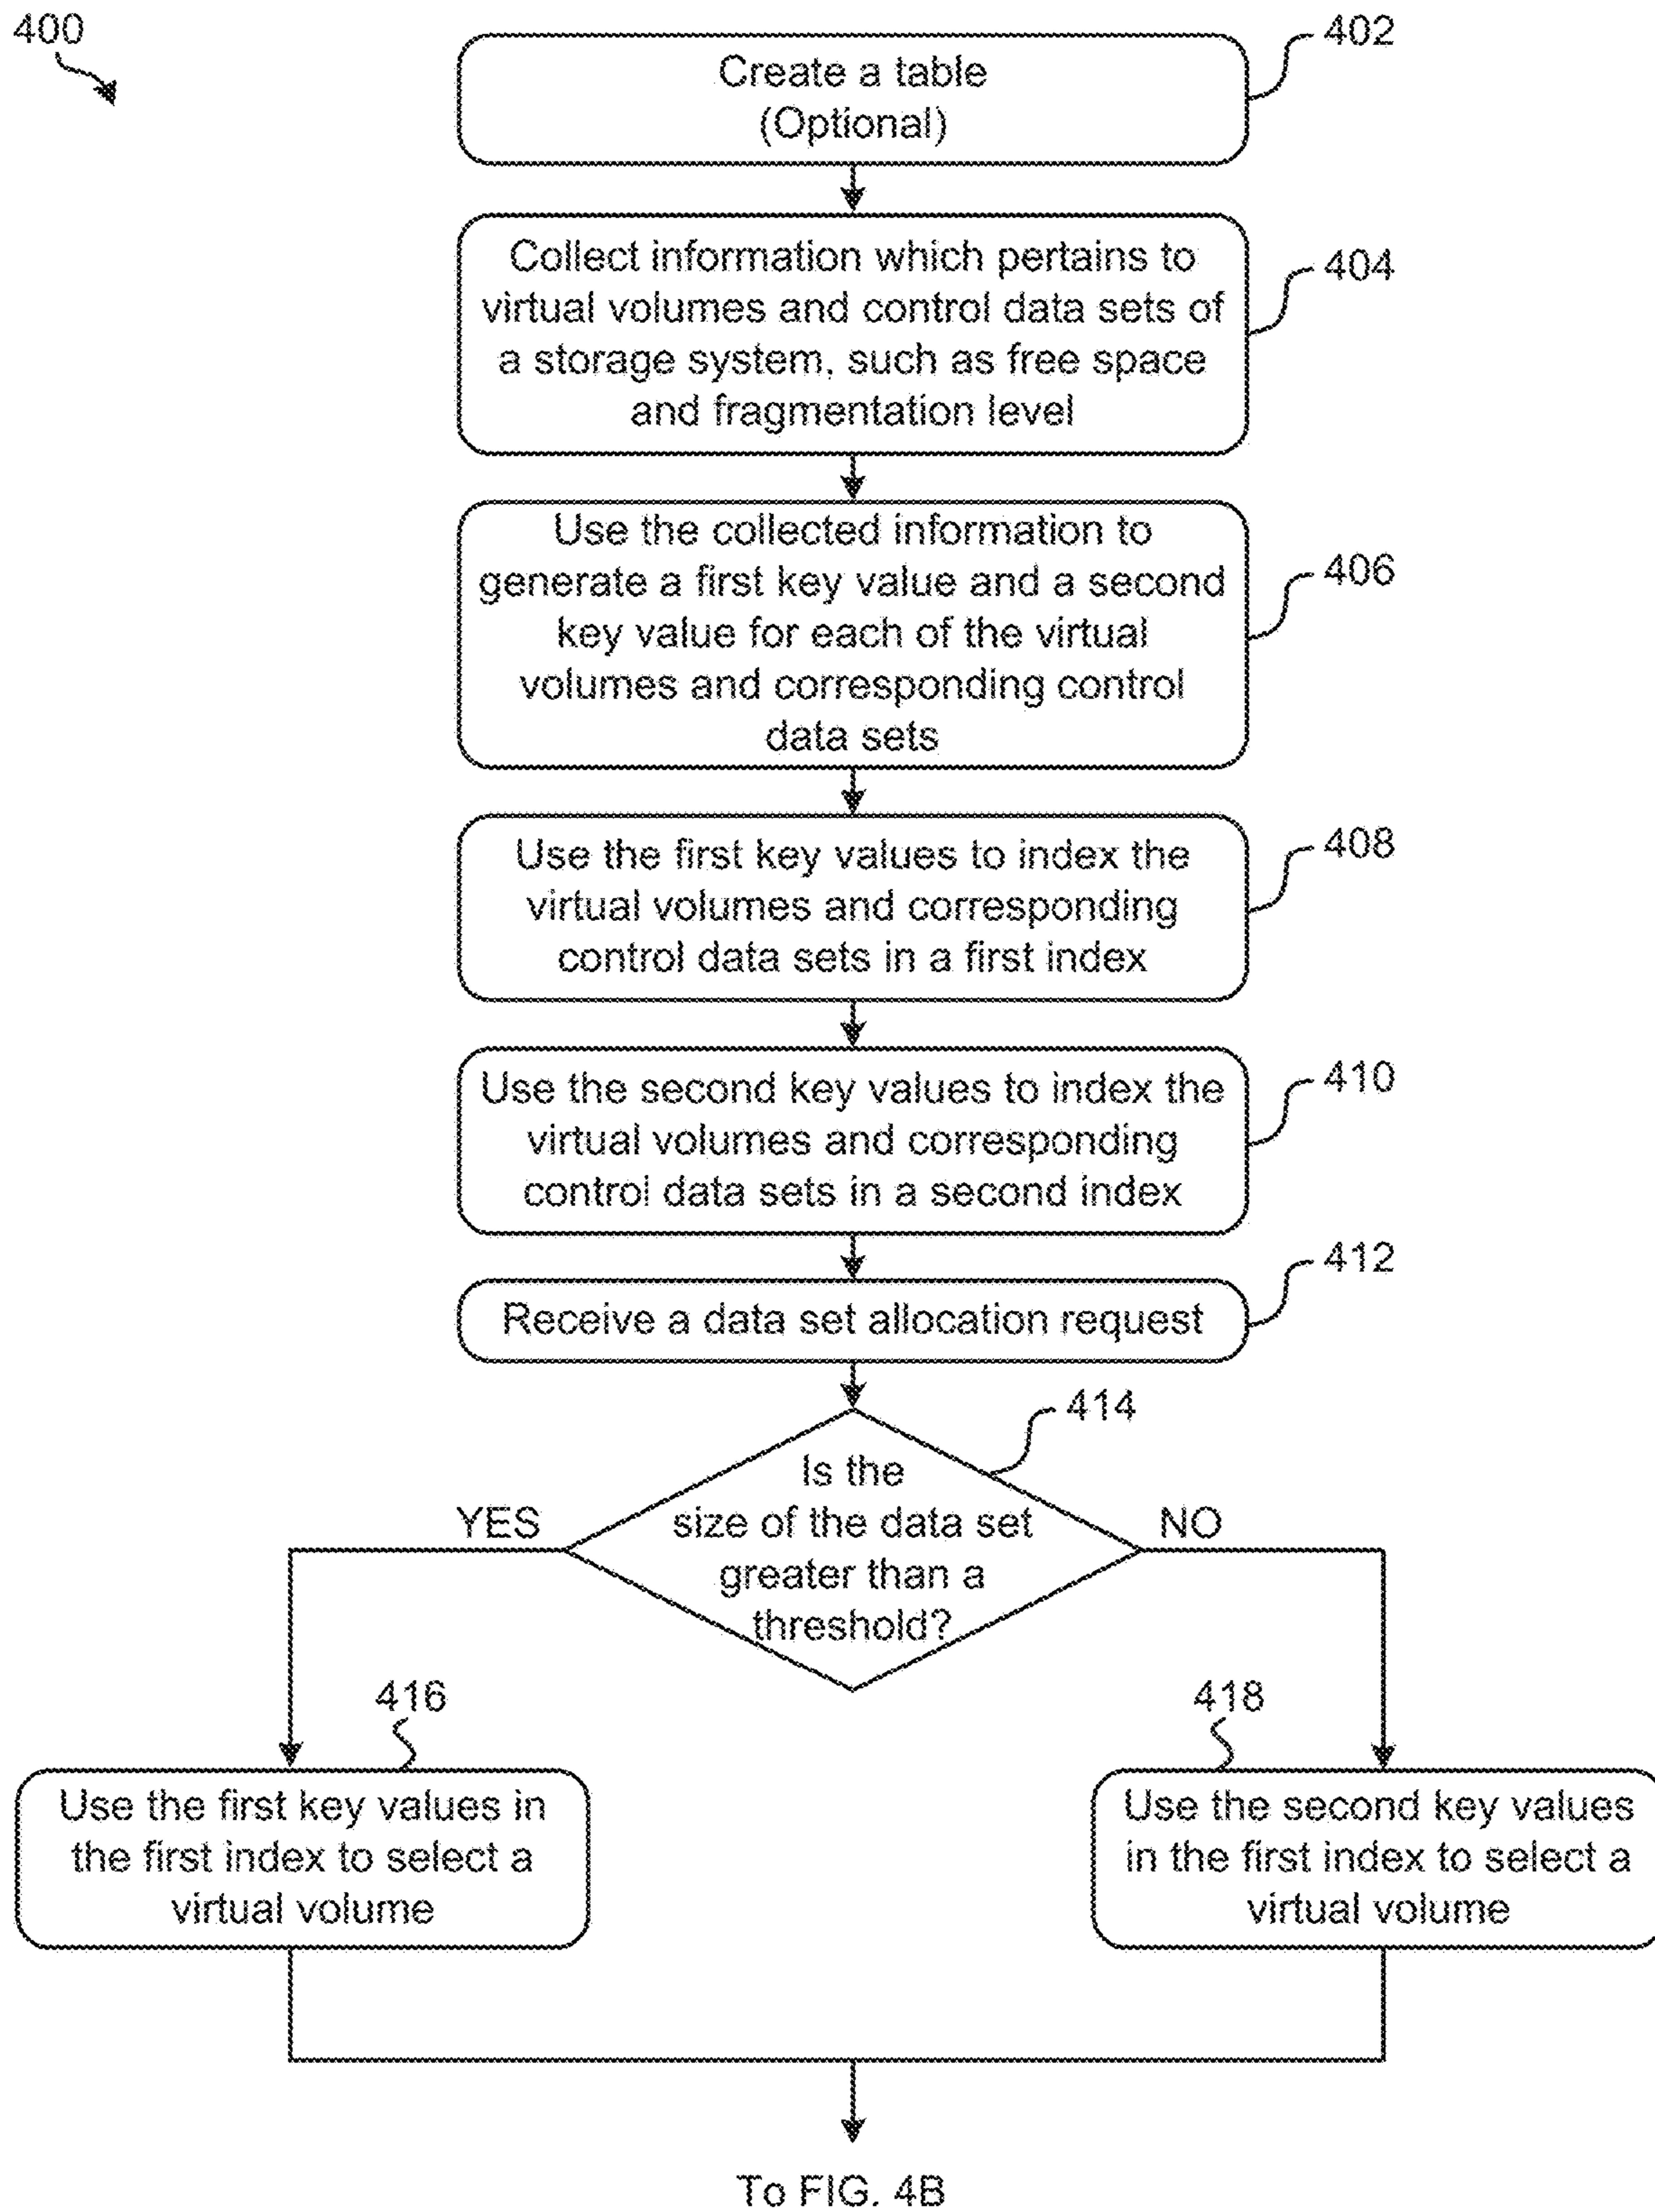 400
402
Create a table
(Optional)
404
Collect information which pertains to
virtual volumes and control data sets of
a storage system, such as free space
and fragmentation level
406
Use the collected information to
generate a first key value and a second
key value for each of the virtual
volumes and corresponding control
data sets
408
Use the first key values to index the
virtual volumes and corresponding
control data sets in a first index
410
Use the second key values to index the
virtual volumes and corresponding
control data sets in a second index
412
Receive a data set allocation request
414
Is the
size of the data set
greater than a
threshold?
YES
NO
416
Use the first key values in
the first index to select a
virtual volume
418
Use the second key values
in the first index to select a
virtual volume
To FIG. 4B